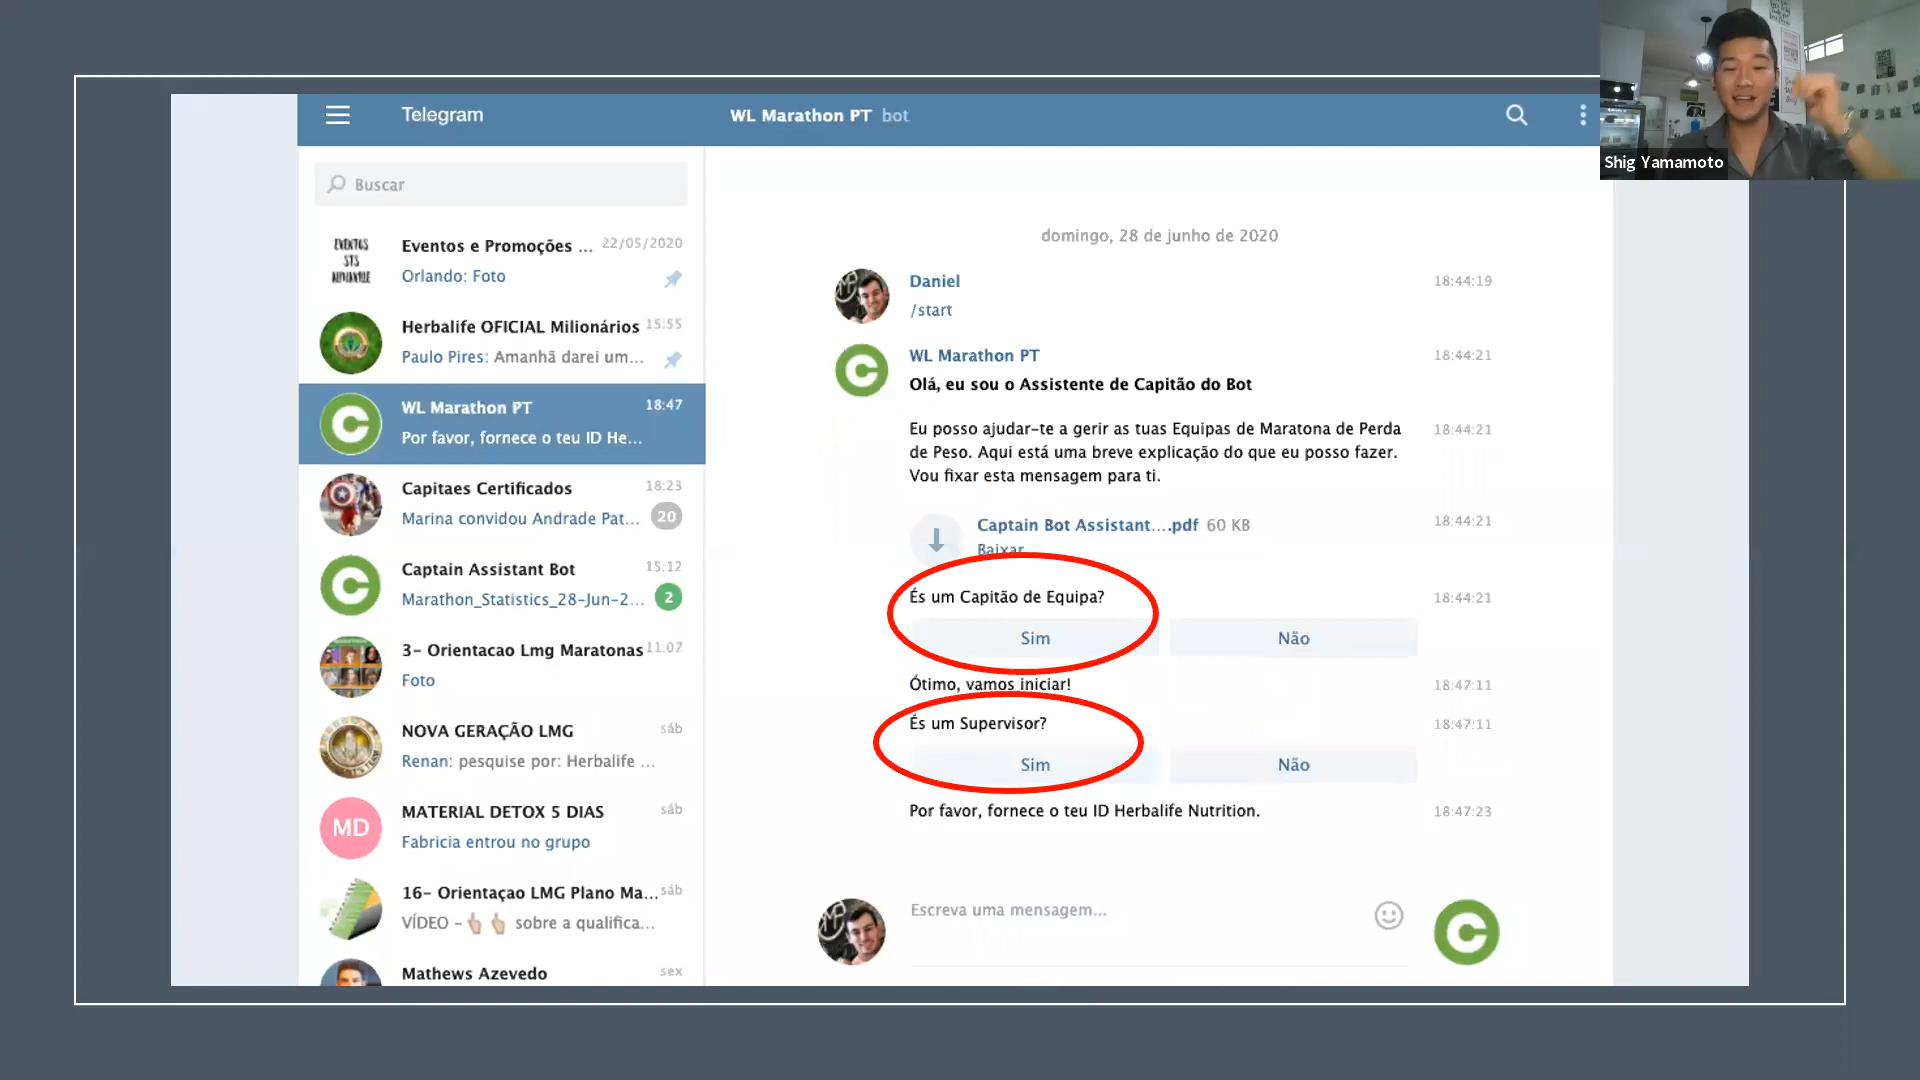 Telegram
WL Marathon PT bot
Shig Yamamoto
Buscar
EVENTOS
STS
Eventos e Promoções ... 22/05/2020
Orlando: Foto
Herbalife OFICIAL Milionários 15:55
Paulo Pires: Amanhã darei um...
WL Marathon PT 18:47
Por favor, fornece o teu ID He...
Capitaes Certificados 18:23
Marina convidou Andrade Pat... 20
Captain Assistant Bot 15:12
Marathon_Statistics_28-Jun-2... 2
3- Orientacao Lmg Maratonas 11:07
Foto
NOVA GERAÇÃO LMG sáb
Renan: pesquise por: Herbalife ...
MD
MATERIAL DETOX 5 DIAS sáb
Fabricia entrou no grupo
16- Orientaçao LMG Plano Ma... sáb
VÍDEO - 👆🏼 👆🏼 sobre a qualifica...
Mathews Azevedo sex
domingo, 28 de junho de 2020
Daniel 18:44:19
/start
WL Marathon PT 18:44:21
Olá, eu sou o Assistente de Capitão do Bot
Eu posso ajudar-te a gerir as tuas Equipas de Maratona de Perda 18:44:21
de Peso. Aqui está uma breve explicação do que eu posso fazer.
Vou fixar esta mensagem para ti.
Captain Bot Assistant....pdf 60 KB 18:44:21
Baixar
És um Capitão de Equipa? 18:44:21
Sim Não
Ótimo, vamos iniciar! 18:47:11
És um Supervisor? 18:47:11
Sim Não
Por favor, fornece o teu ID Herbalife Nutrition. 18:47:23
Escreva uma mensagem...